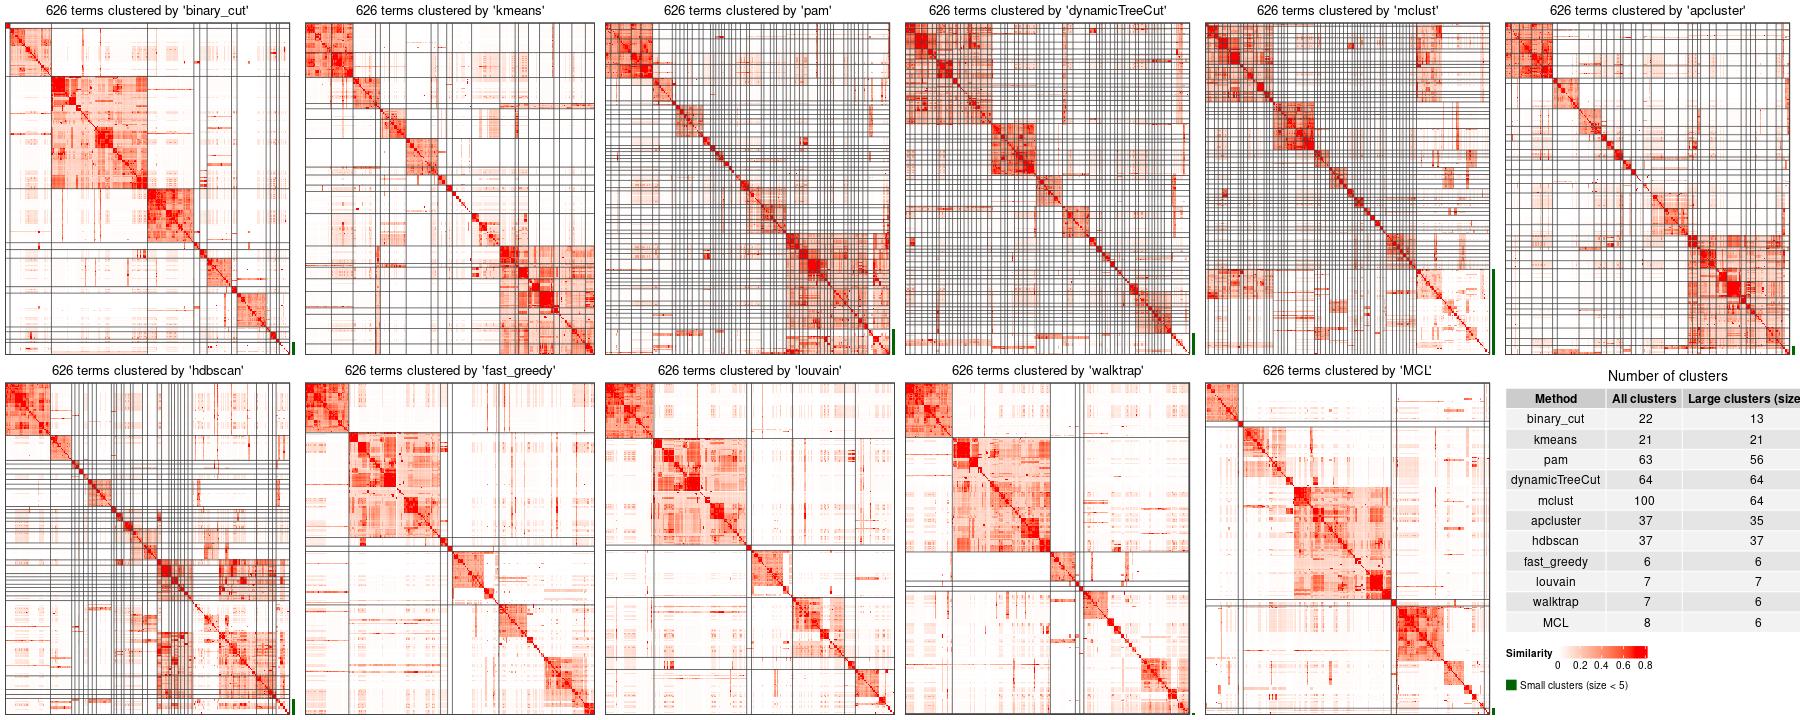 626 terms clustered by 'binary_cut'
626 terms clustered by 'kmeans'
626 terms clustered by 'pam'
626 terms clustered by 'dynamicTreeCut'
626 terms clustered by 'mclust'
626 terms clustered by 'apcluster'
626 terms clustered by 'hdbscan'
626 terms clustered by 'fast_greedy'
626 terms clustered by 'louvain'
626 terms clustered by 'walktrap'
626 terms clustered by 'MCL'
Number of clusters
Method All clusters Large clusters (size
binary_cut 22 13
kmeans 21 21
pam 63 56
dynamicTreeCut 64 64
mclust 100 64
apcluster 37 35
hdbscan 37 37
fast_greedy 6 6
louvain 7 7
walktrap 7 6
MCL 8 6
Similarity
0 0.2 0.4 0.6 0.8
Small clusters (size < 5)